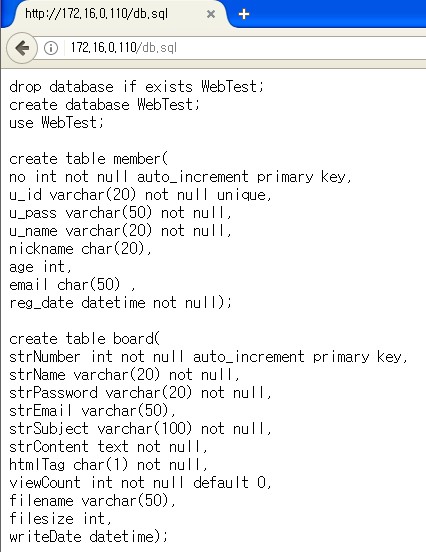 http://172.16.0.110/db.sql
172.16.0.110/db.sql
drop database if exists WebTest;
create database WebTest;
use WebTest;
create table member(
no int not null auto_increment primary key,
u_id varchar(20) not null unique,
u_pass varchar(50) not null,
u_name varchar(20) not null,
nickname char(20),
age int,
email char(50) ,
reg_date datetime not null);
create table board(
strNumber int not null auto_increment primary key,
strName varchar(20) not null,
strPassword varchar(20) not null,
strEmail varchar(50),
strSubject varchar(100) not null,
strContent text not null,
htmlTag char(1) not null,
viewCount int not null default 0,
filename varchar(50),
filesize int,
writeDate datetime);